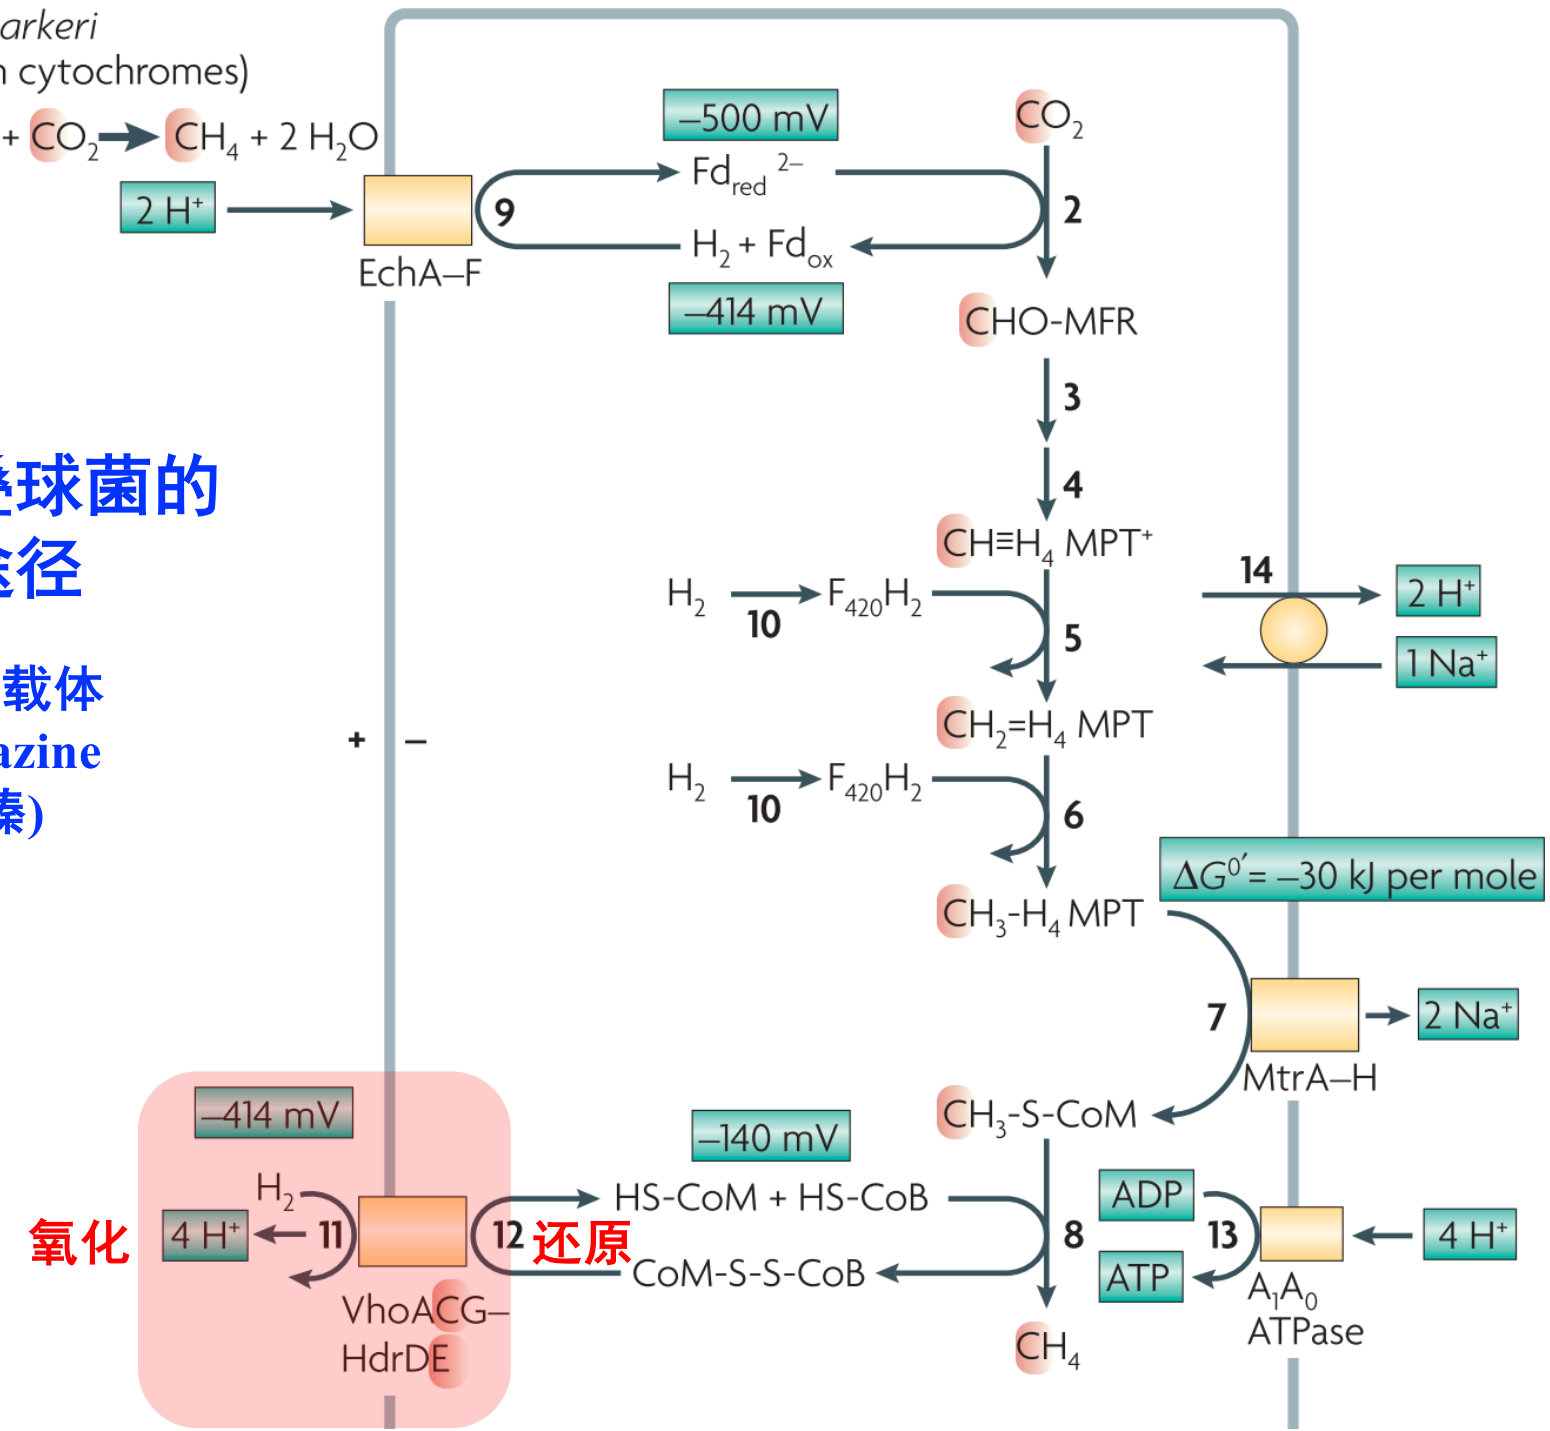 arkeri
n cytochromes)
+ CO₂ → CH₄ + 2 H₂O
2 H⁺
EchA–F
9
–500 mV
Fd_red ²⁻
H₂ + Fd_ox
–414 mV
CO₂
2
CHO-MFR
3
4
CH≡H₄ MPT⁺
H₂
10
F₄₂₀H₂
5
CH₂=H₄ MPT
H₂
10
F₄₂₀H₂
6
CH₃-H₄ MPT
14
2 H⁺
1 Na⁺
球菌的
途径
载体
azine
嗪)
+ –
ΔG⁰′= –30 kJ per mole
7
2 Na⁺
MtrA–H
CH₃-S-CoM
–414 mV
H₂
4 H⁺
11
氧化
12
还原
VhoACG–
HdrDE
–140 mV
HS-CoM + HS-CoB
CoM-S-S-CoB
8
CH₄
ADP
ATP
13
4 H⁺
A₁A₀
ATPase